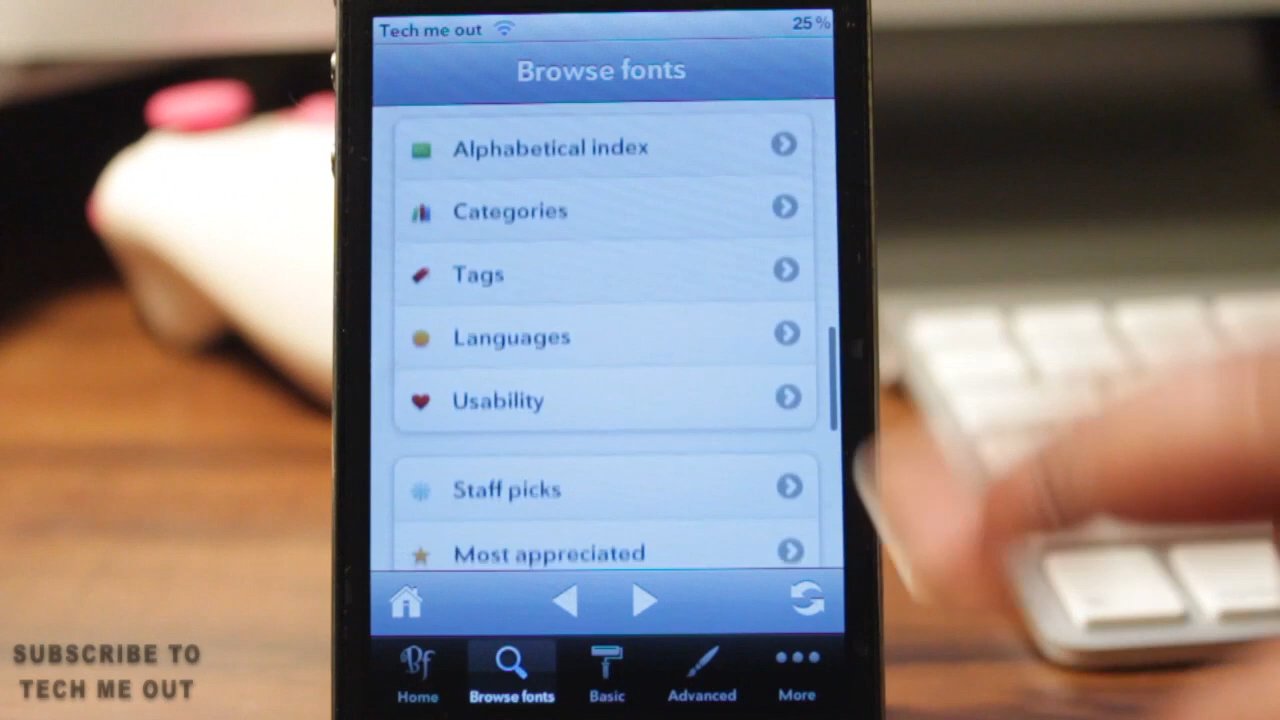 Tech me out
25%
Browse fonts
Alphabetical index
Categories
Tags
Languages
Usability
Staff picks
Most appreciated
Bf
Home
Browse fonts
Basic
Advanced
More
SUBSCRIBE TO
TECH ME OUT